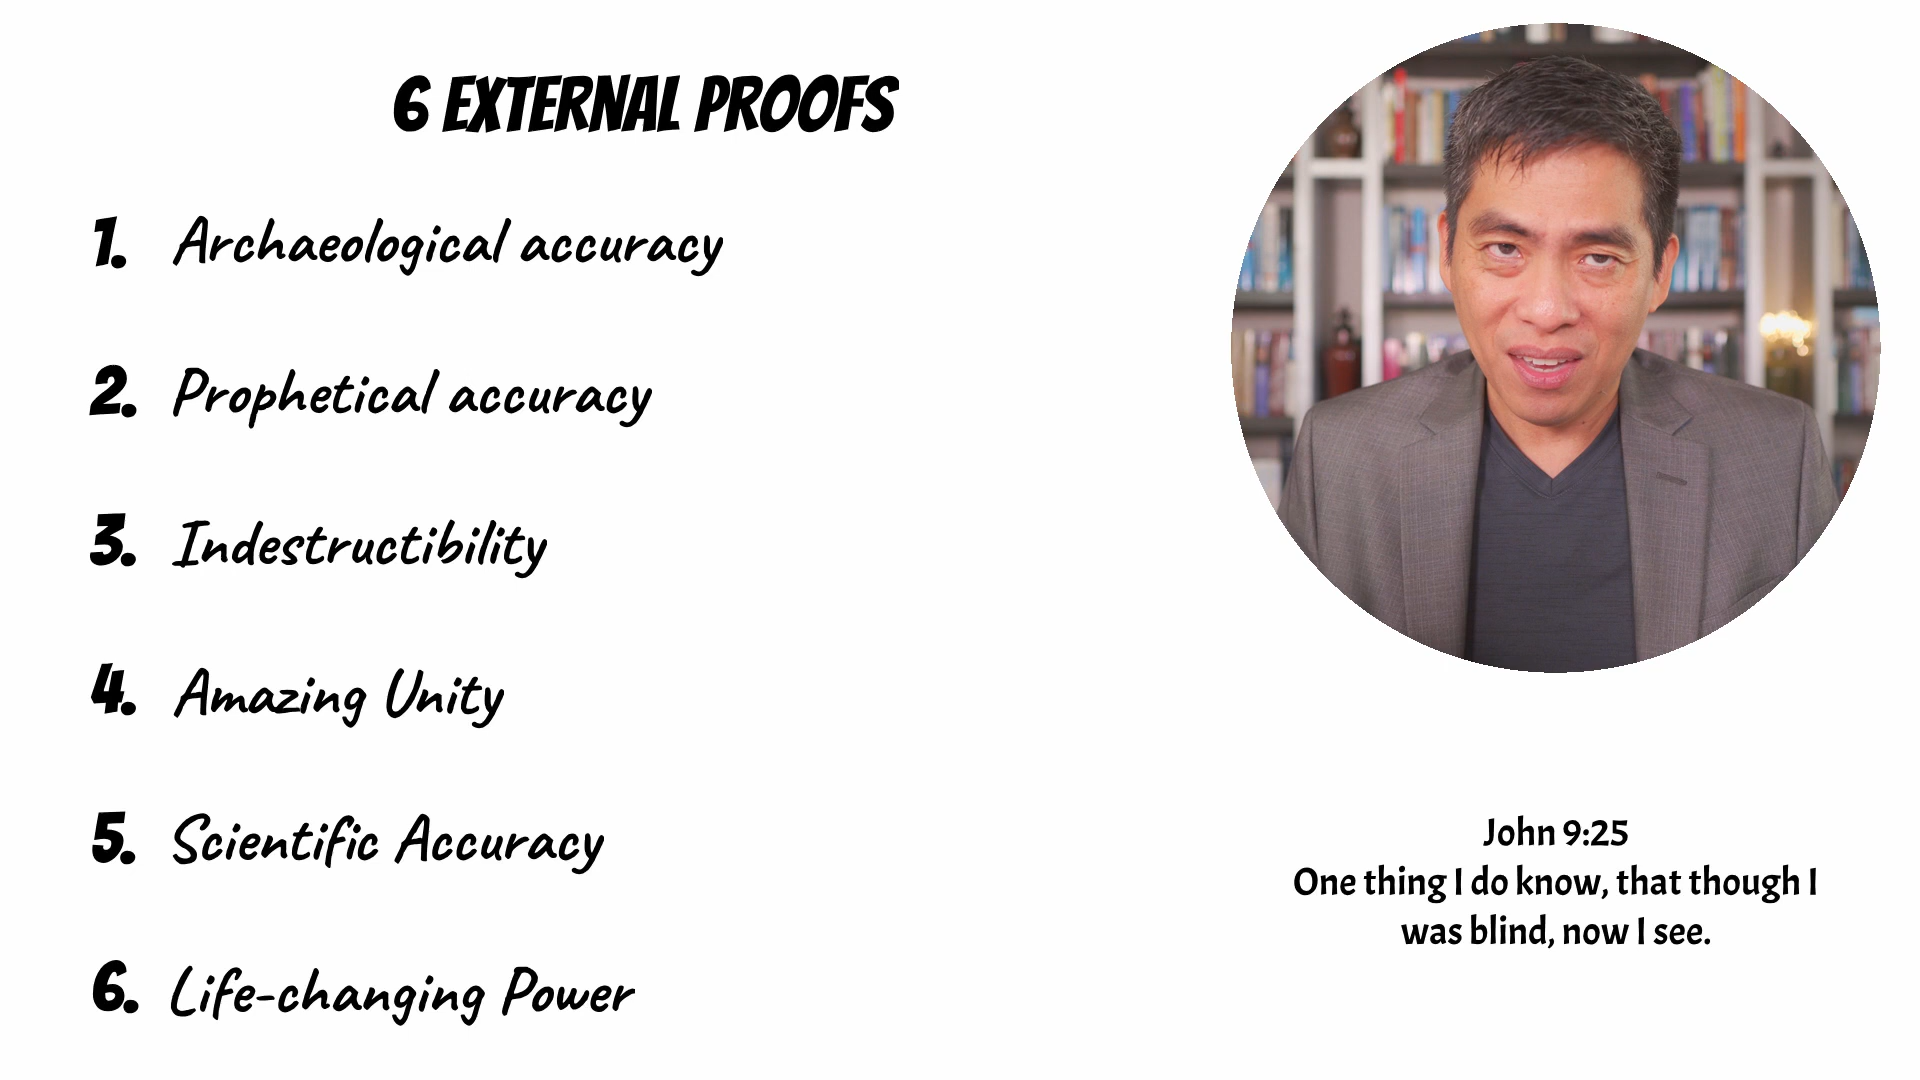 6 EXTERNAL PROOFS
1. Archaeological accuracy
2. Prophetical accuracy
3. Indestructibility
4. Amazing Unity
5. Scientific Accuracy
6. Life-changing Power
John 9:25
One thing I do know, that though I
was blind, now I see.